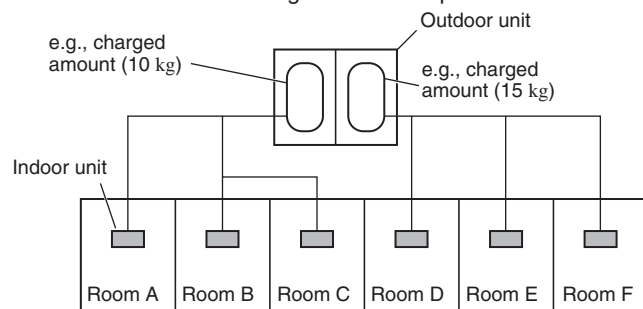 Outdoor unit
e.g., charged
amount (10 kg)
e.g., charged
amount (15 kg)
Indoor unit
Room A Room B Room C Room D Room E Room F